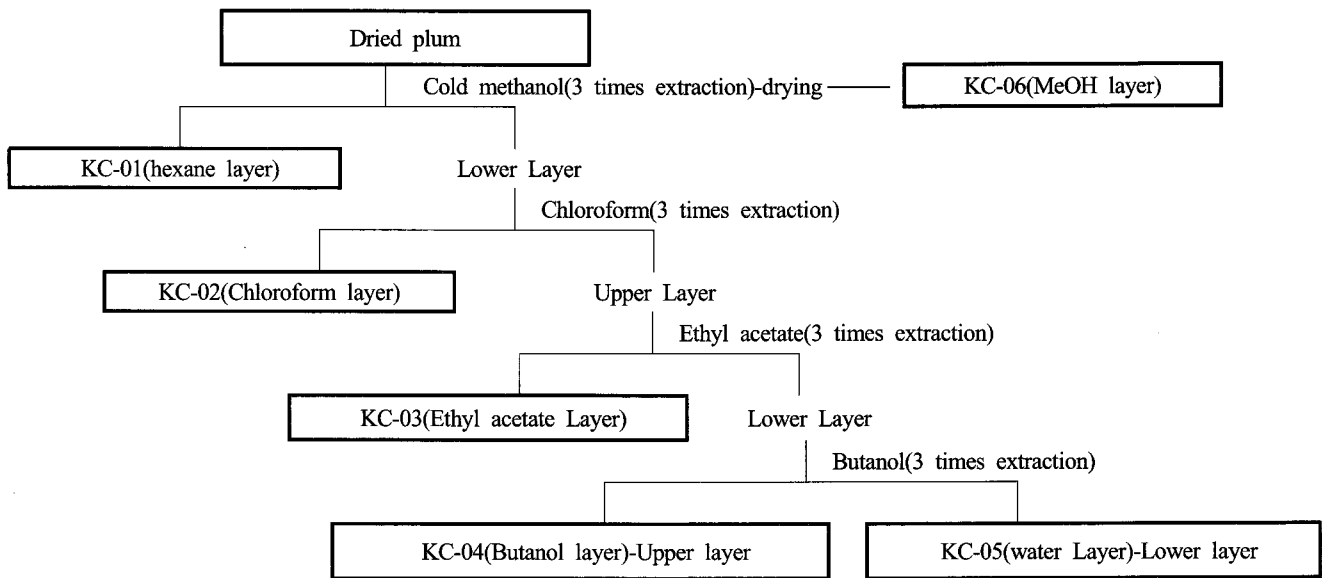 Dried plum
Cold methanol(3 times extraction)-drying
KC-06(MeOH layer)
KC-01(hexane layer)
Lower Layer
Chloroform(3 times extraction)
KC-02(Chloroform layer)
Upper Layer
Ethyl acetate(3 times extraction)
KC-03(Ethyl acetate Layer)
Lower Layer
Butanol(3 times extraction)
KC-04(Butanol layer)-Upper layer
KC-05(water Layer)-Lower layer